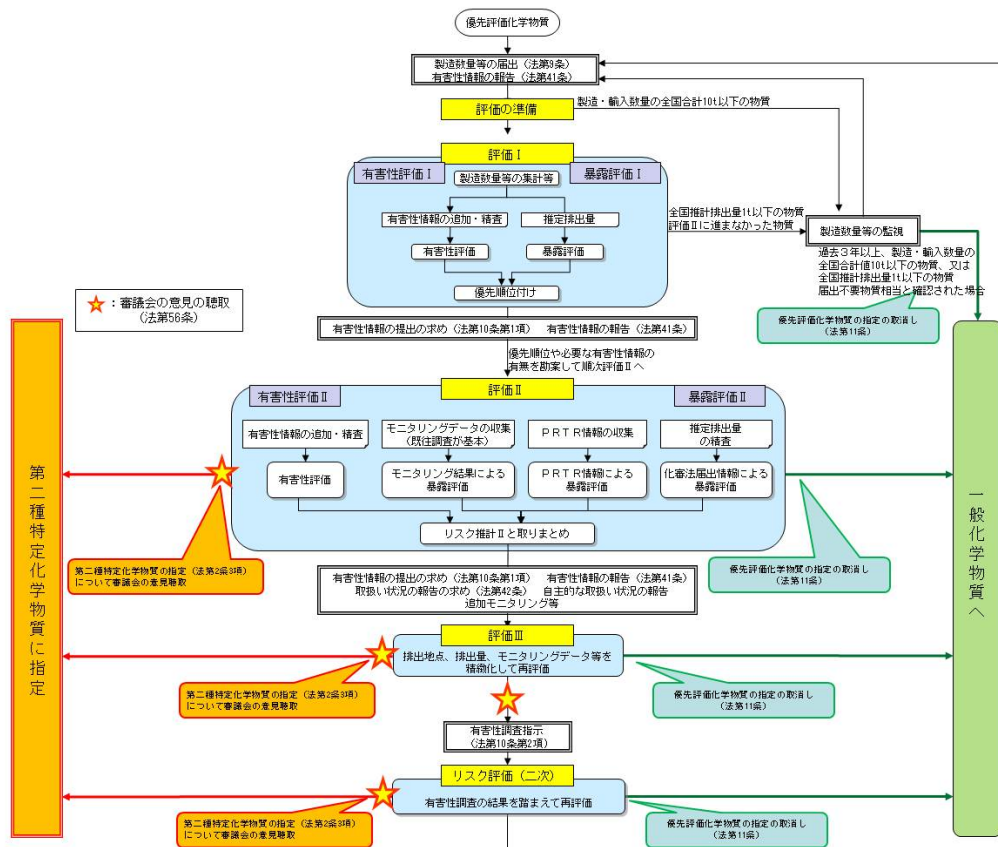 優先評価化学物質
製造数量等の届出（法第9条）
有害性情報の報告（法第41条）
評価の準備
製造・輸入数量の全国合計10t以下の物質
評価Ⅰ
有害性評価Ⅰ
暴露評価Ⅰ
製造数量等の集計等
有害性情報の追加・精査
推定排出量
有害性評価
暴露評価
優先順位付け
全国推計排出量1t以下の物質
評価Ⅱに進まなかった物質
製造数量等の監視
過去３年以上、製造・輸入数量の
全国合計値10t以下の物質、又は
全国推計排出量1t以下の物質
届出不要物質相当と確認された場合
：審議会の意見の聴取
（法第56条）
優先評価化学物質の指定の取消し
（法第11条）
有害性情報の提出の求め（法第10条第1項）　有害性情報の報告（法第41条）
優先順位や必要な有害性情報の
有無を勘案して順次評価Ⅱへ
評価Ⅱ
有害性評価Ⅱ
暴露評価Ⅱ
有害性情報の追加・精査
モニタリングデータの収集
（既往調査が基本）
ＰＲＴＲ情報の収集
推定排出量
の精査
有害性評価
モニタリング結果による
暴露評価
ＰＲＴＲ情報による
暴露評価
化審法届出情報による
暴露評価
リスク推計Ⅱと取りまとめ
第二種特定化学物質に指定
一般化学物質へ
第二種特定化学物質の指定（法第2条3項）
について審議会の意見聴取
優先評価化学物質の指定の取消し
（法第11条）
有害性情報の提出の求め（法第10条第1項）　有害性情報の報告（法第41条）
取扱い状況の報告の求め（法第42条）　自主的な取扱い状況の報告
追加モニタリング等
評価Ⅲ
排出地点、排出量、モニタリングデータ等を
精緻化して再評価
第二種特定化学物質の指定（法第2条3項）
について審議会の意見聴取
優先評価化学物質の指定の取消し
（法第11条）
有害性調査指示
（法第10条第2項）
リスク評価（二次）
有害性調査の結果を踏まえて再評価
第二種特定化学物質の指定（法第2条3項）
について審議会の意見聴取
優先評価化学物質の指定の取消し
（法第11条）